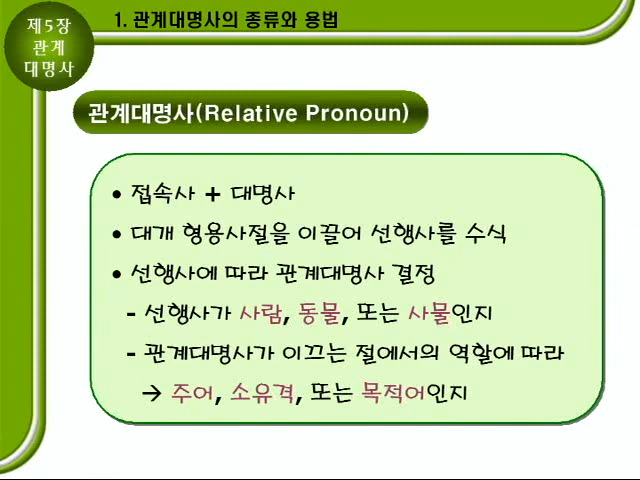 제5장
관계
대명사
1. 관계대명사의 종류와 용법
관계대명사(Relative Pronoun)
• 접속사 + 대명사
• 대개 형용사절을 이끌어 선행사를 수식
• 선행사에 따라 관계대명사 결정
- 선행사가 사람, 동물, 또는 사물인지
- 관계대명사가 이끄는 절에서의 역할에 따라
→ 주어, 소유격, 또는 목적어인지